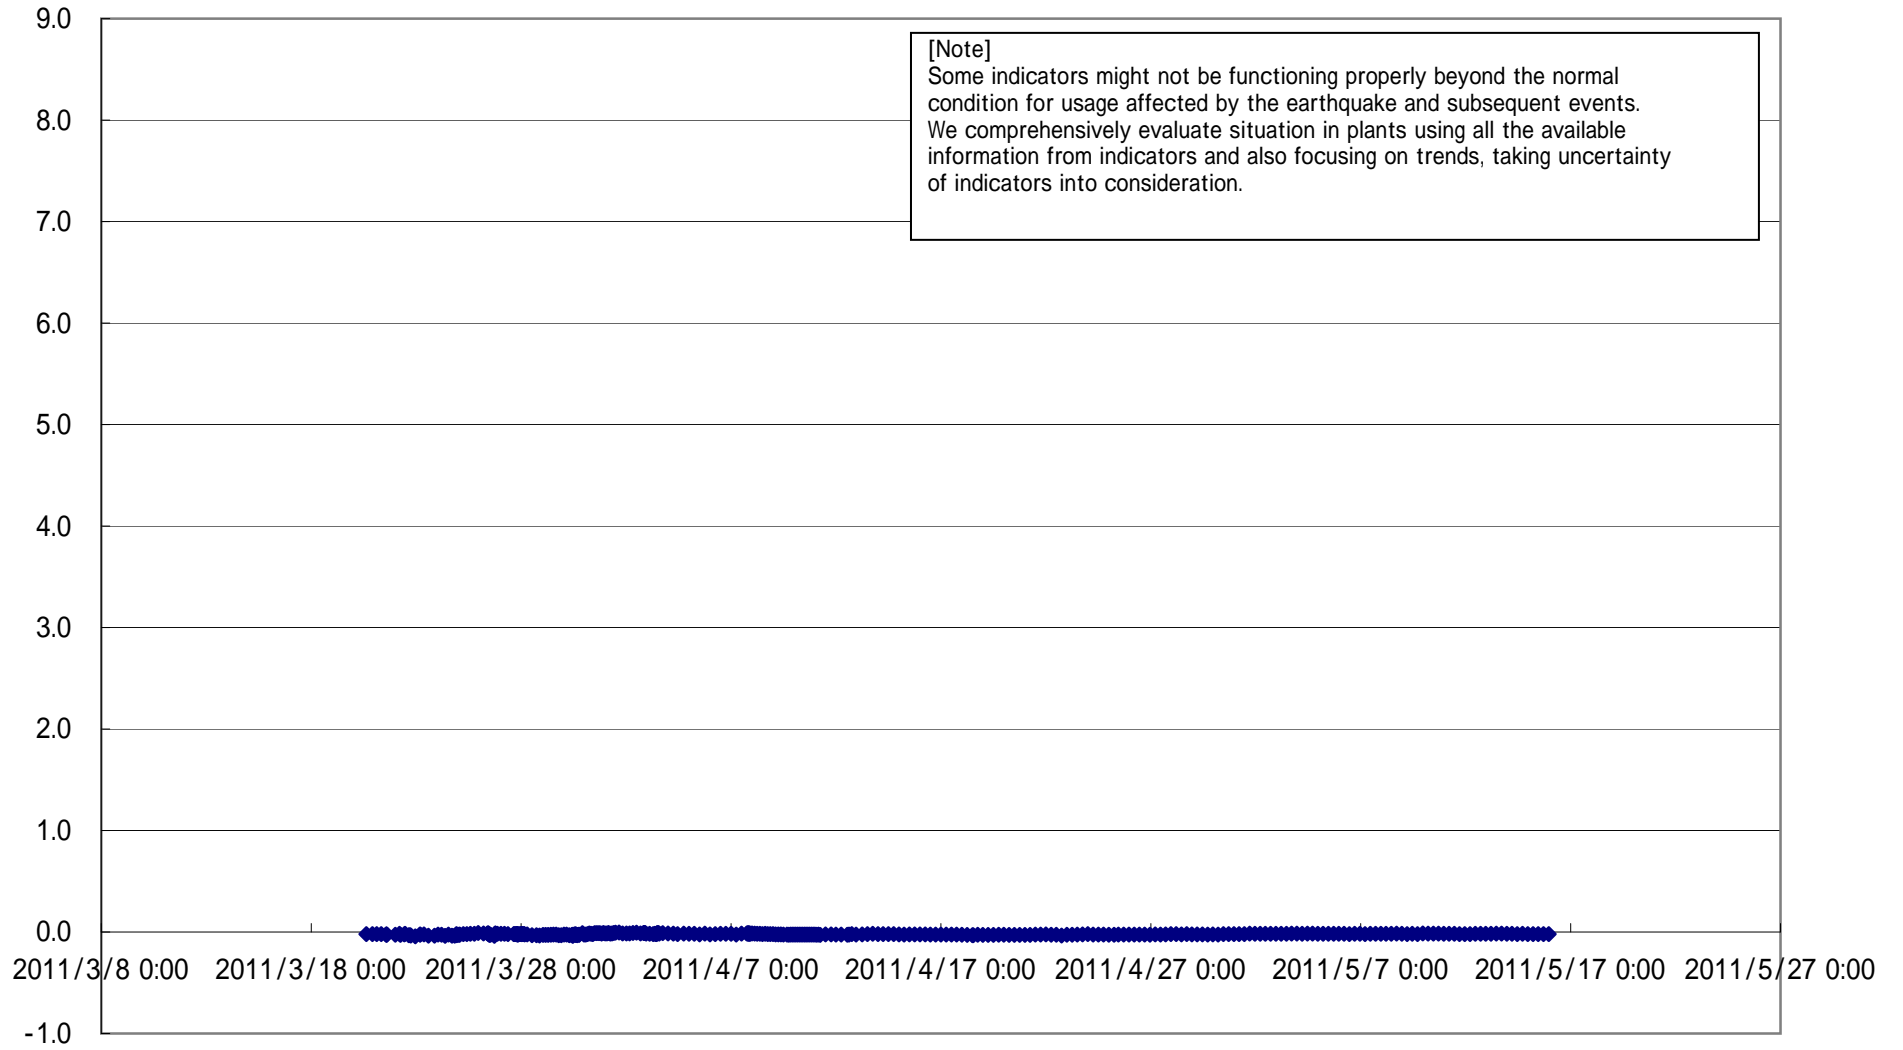 9.0
[Note]
Some indicators might not be functioning properly beyond the normal
condition for usage affected by the earthquake and subsequent events.
We comprehensively evaluate situation in plants using all the available
information from indicators and also focusing on trends, taking uncertainty
of indicators into consideration.
8.0
7.0
6.0
5.0
4.0
3.0
2.0
1.0
0.0
2011/3/8 0:00 2011/3/18 0:00 2011/3/28 0:00 2011/4/7 0:00 2011/4/17 0:00 2011/4/27 0:00 2011/5/7 0:00 2011/5/17 0:00 2011/5/27 0:00
-1.0